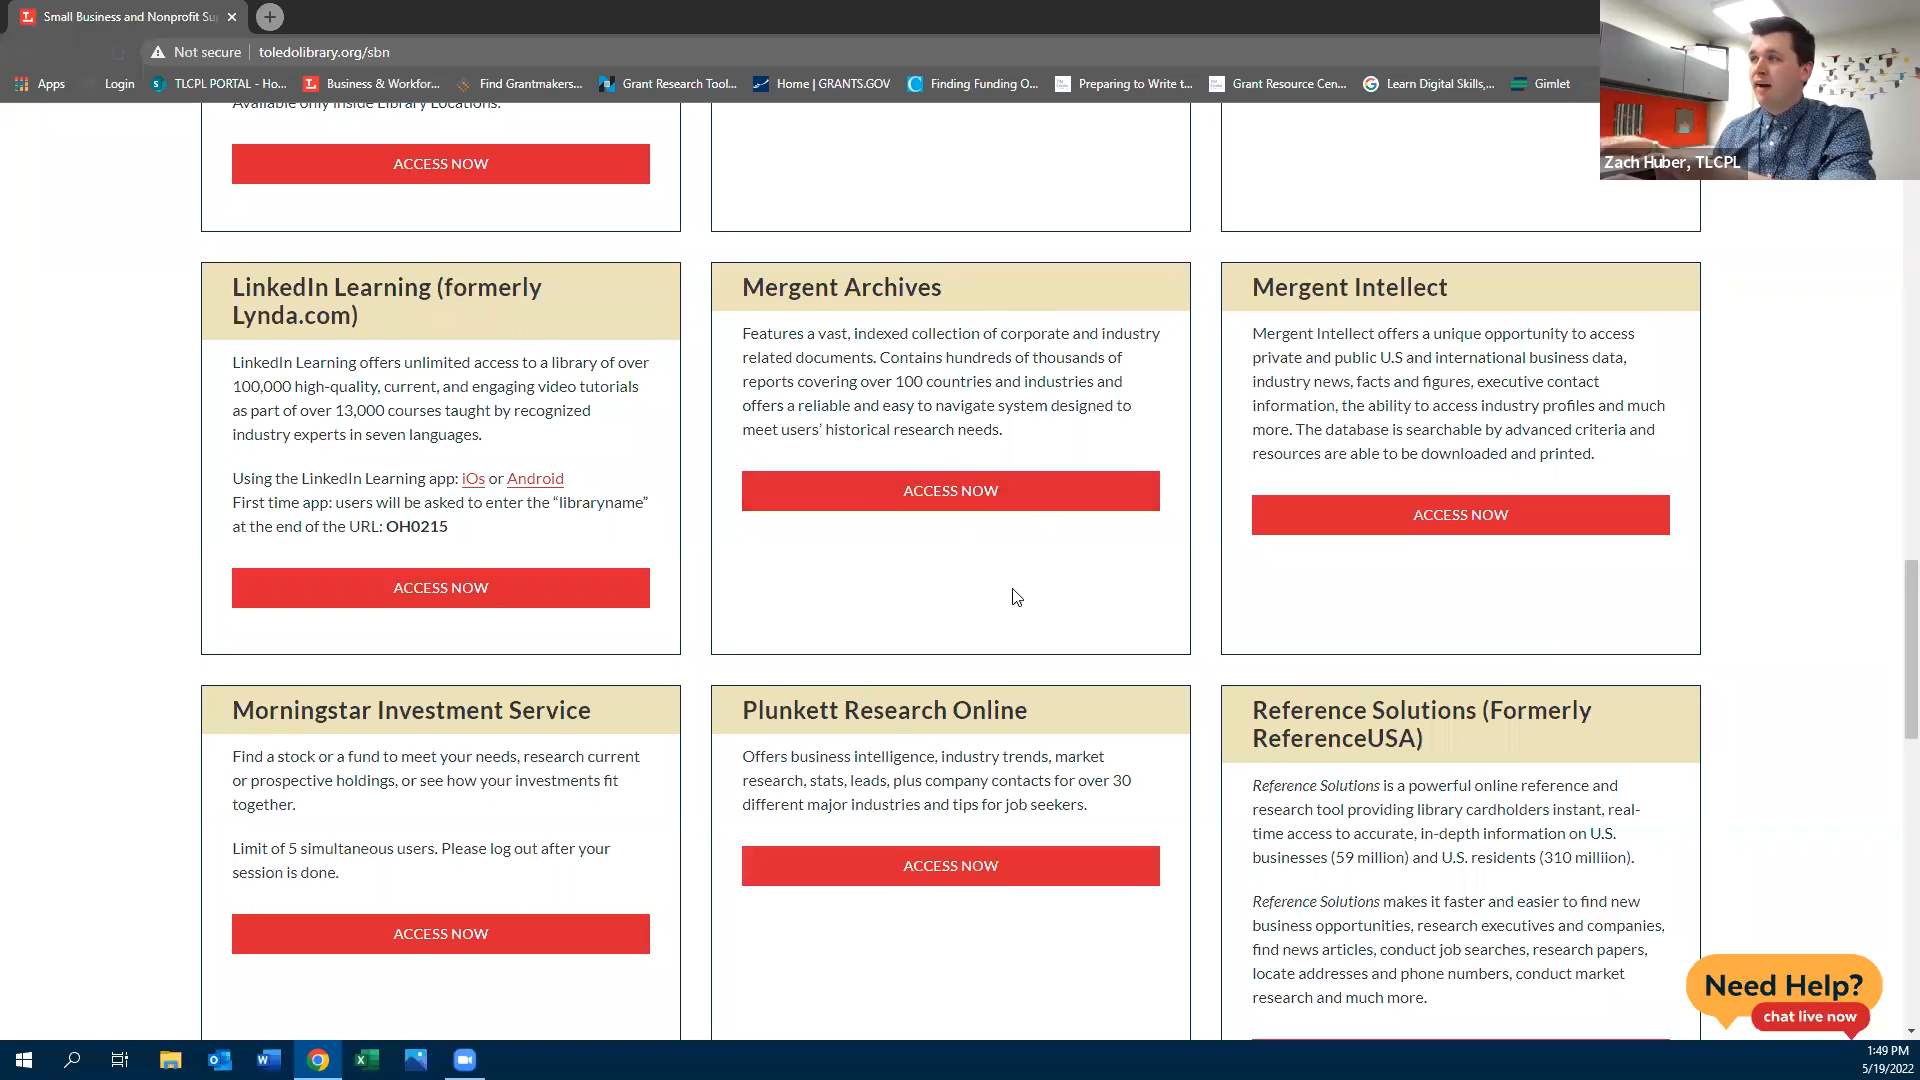 Small Business and Nonprofit Su
Not secure
toledolibrary.org/sbn
Apps
Login
TLCPL PORTAL - Ho...
Business & Workfor...
Find Grantmakers...
Grant Research Tool...
Home | GRANTS.GOV
Finding Funding O...
Preparing to Write t...
Grant Resource Cen...
Learn Digital Skills,...
Gimlet
Zach Huber, TLCPL
Available only inside Library Locations.
ACCESS NOW
LinkedIn Learning (formerly
Lynda.com)
LinkedIn Learning offers unlimited access to a library of over
100,000 high-quality, current, and engaging video tutorials
as part of over 13,000 courses taught by recognized
industry experts in seven languages.
Using the LinkedIn Learning app: iOs or Android
First time app: users will be asked to enter the “libraryname”
at the end of the URL: OH0215
ACCESS NOW
Mergent Archives
Features a vast, indexed collection of corporate and industry
related documents. Contains hundreds of thousands of
reports covering over 100 countries and industries and
offers a reliable and easy to navigate system designed to
meet users’ historical research needs.
ACCESS NOW
Mergent Intellect
Mergent Intellect offers a unique opportunity to access
private and public U.S and international business data,
industry news, facts and figures, executive contact
information, the ability to access industry profiles and much
more. The database is searchable by advanced criteria and
resources are able to be downloaded and printed.
ACCESS NOW
Morningstar Investment Service
Find a stock or a fund to meet your needs, research current
or prospective holdings, or see how your investments fit
together.
Limit of 5 simultaneous users. Please log out after your
session is done.
ACCESS NOW
Plunkett Research Online
Offers business intelligence, industry trends, market
research, stats, leads, plus company contacts for over 30
different major industries and tips for job seekers.
ACCESS NOW
Reference Solutions (Formerly
ReferenceUSA)
Reference Solutions is a powerful online reference and
research tool providing library cardholders instant, real-
time access to accurate, in-depth information on U.S.
businesses (59 million) and U.S. residents (310 milliion).
Reference Solutions makes it faster and easier to find new
business opportunities, research executives and companies,
find news articles, conduct job searches, research papers,
locate addresses and phone numbers, conduct market
research and much more.
Need Help?
chat live now
1:49 PM
5/19/2022